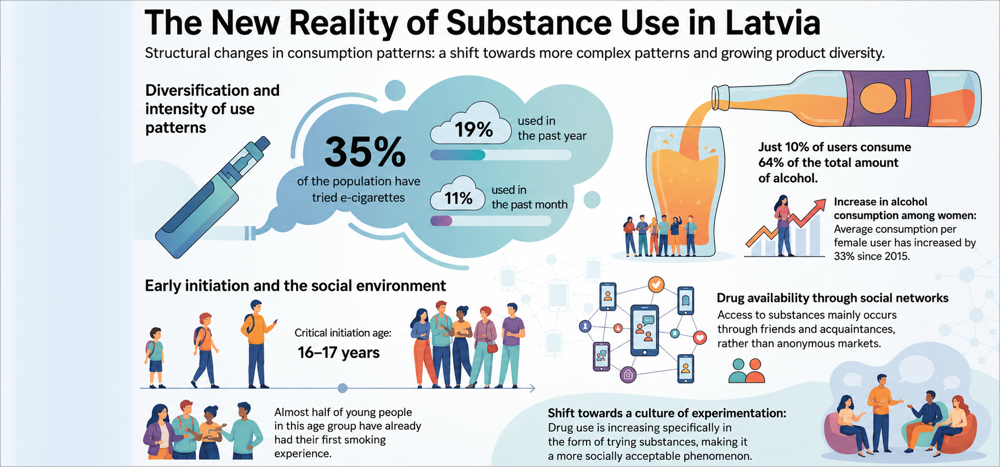 The New Reality of Substance Use in Latvia
Structural changes in consumption patterns: a shift towards more complex patterns and growing product diversity.
Diversification and
intensity of use
patterns
35%
of the population have
tried e-cigarettes
19%
used in
the past year
11%
used in
the past month
Just 10% of users consume
64% of the total amount
of alcohol.
Increase in alcohol
consumption among women:
Average consumption per
female user has increased by
33% since 2015.
Early initiation and the social environment
Critical initiation age:
16–17 years
Almost half of young people
in this age group have already
had their first smoking
experience.
Drug availability through social networks
Access to substances mainly occurs
through friends and acquaintances,
rather than anonymous markets.
Shift towards a culture of experimentation:
Drug use is increasing specifically in
the form of trying substances, making it
a more socially acceptable phenomenon.